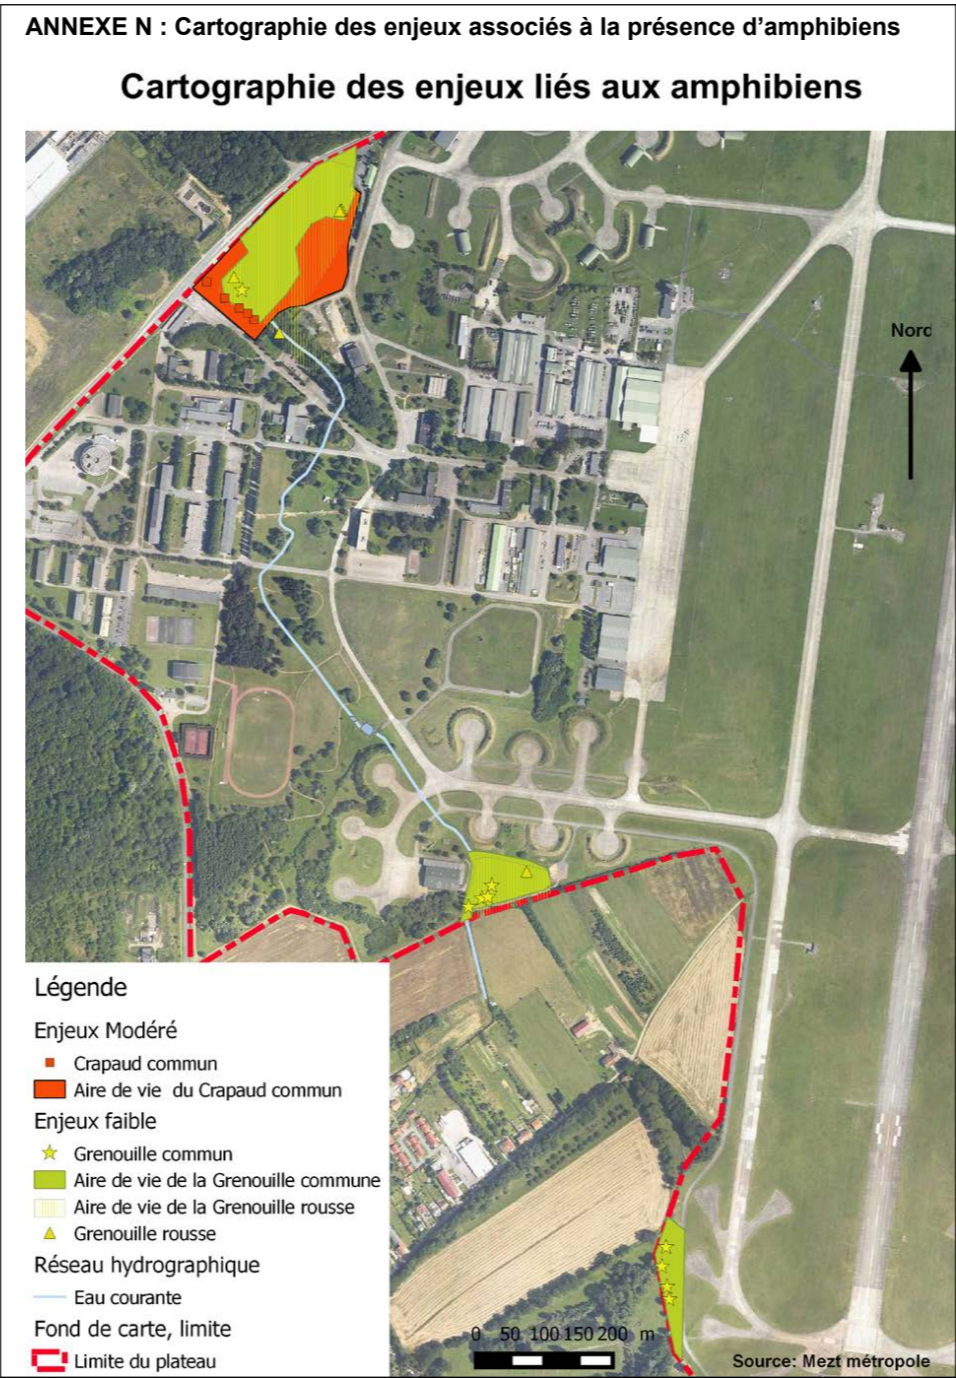 ANNEXE N : Cartographie des enjeux associés à la présence d'amphibiens
Cartographie des enjeux liés aux amphibiens
Nord
Légende
Enjeux Modéré
Crapaud commun
Aire de vie du Crapaud commun
Enjeux faible
Grenouille commun
Aire de vie de la Grenouille commune
Aire de vie de la Grenouille rousse
Grenouille rousse
Réseau hydrographique
Eau courante
Fond de carte, limite
Limite du plateau
0 50 100 150 200 m
Source: Mezt métropole